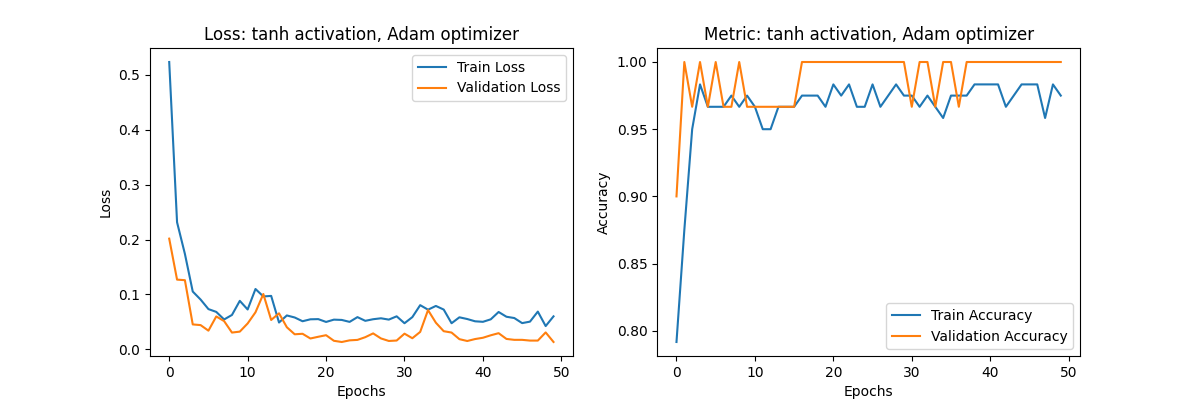 Loss: tanh activation, Adam optimizer
Train Loss
Validation Loss
0.5
0.4
0.3
0.2
0.1
0.0
Loss
0 10 20 30 40 50
Epochs
Metric: tanh activation, Adam optimizer
1.00
0.95
0.90
0.85
0.80
Accuracy
Train Accuracy
Validation Accuracy
0 10 20 30 40 50
Epochs